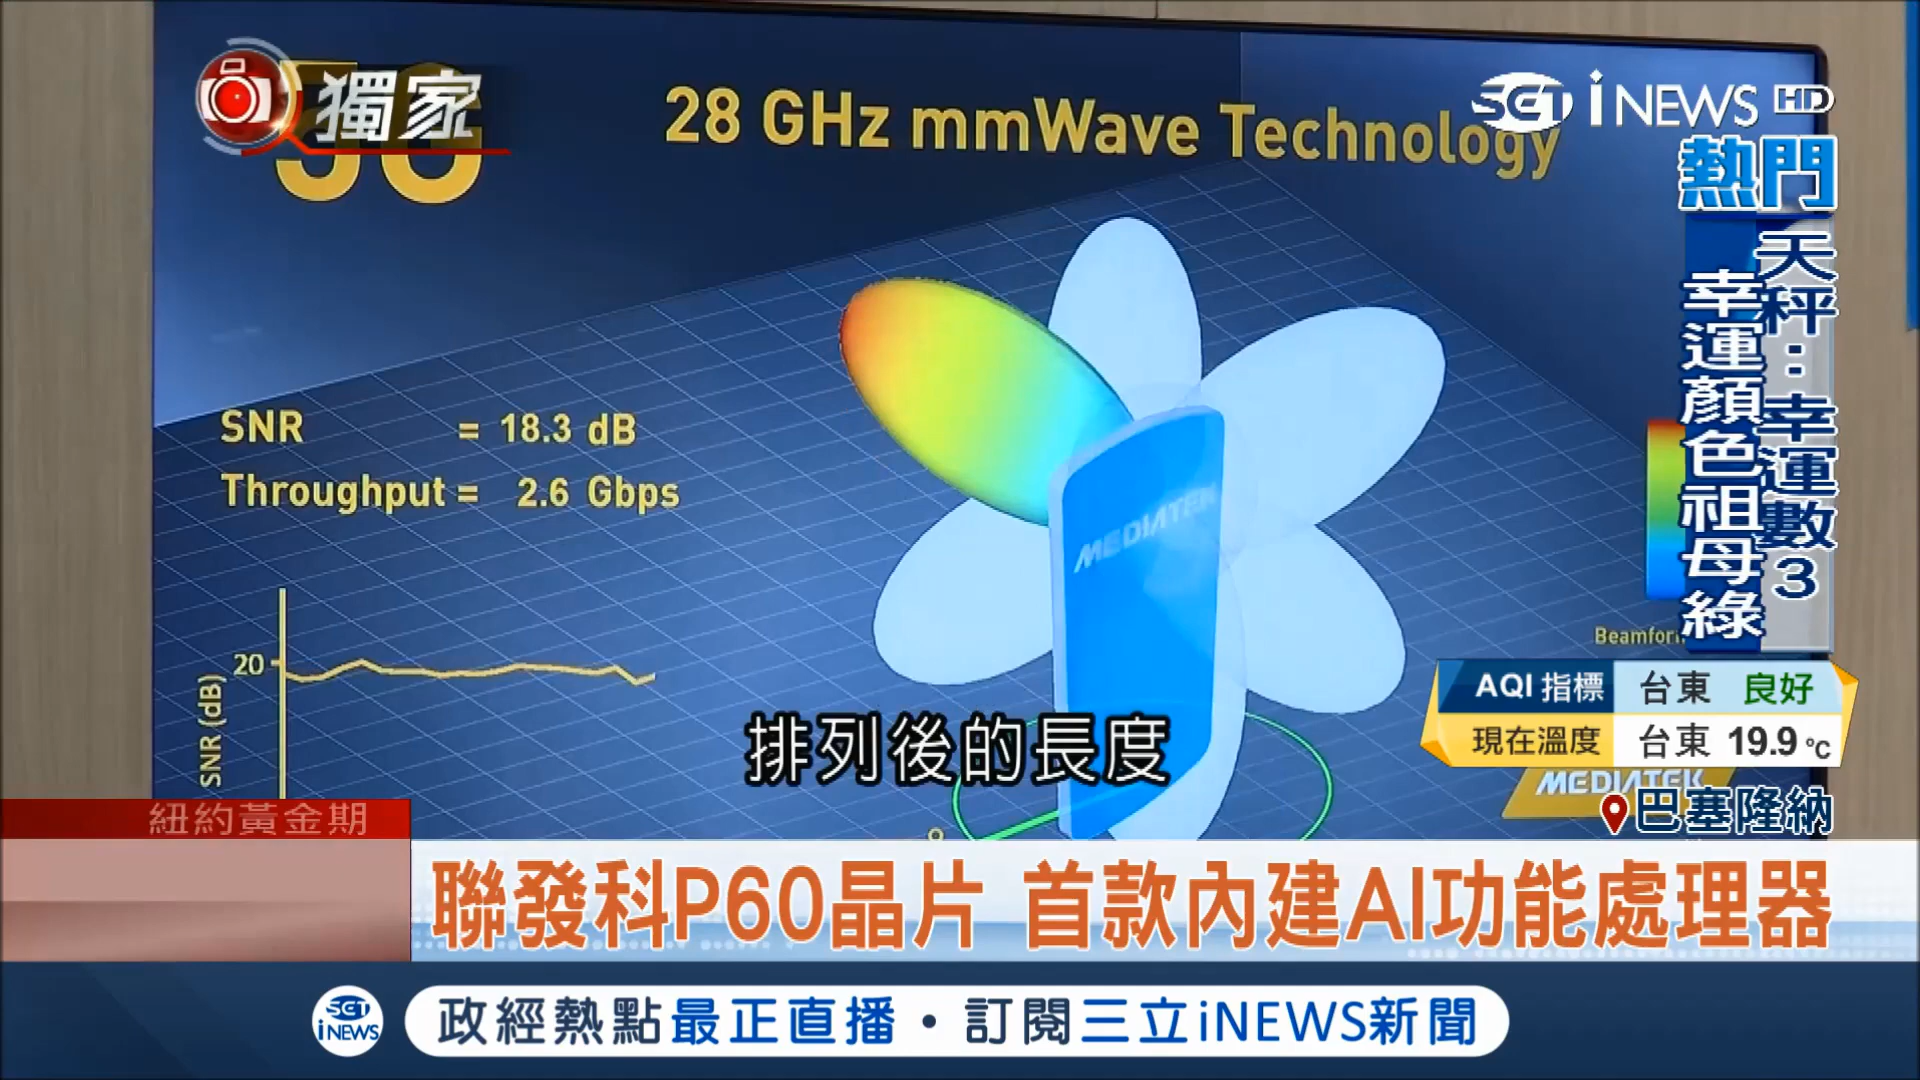 獨家
5G
28 GHz mmWave Technology
SET iNEWS HD
熱門
天秤：幸運數3
幸運顏色祖母綠
SNR = 18.3 dB
Throughput = 2.6 Gbps
MEDIATEK
20
SNR (dB)
AQI 指標 台東 良好
現在溫度 台東 19.9 °C
MEDIATEK
巴塞隆納
排列後的長度
紐約黃金期
聯發科P60晶片 首款內建AI功能處理器
SET iNEWS
政經熱點最正直播・訂閱三立iNEWS新聞